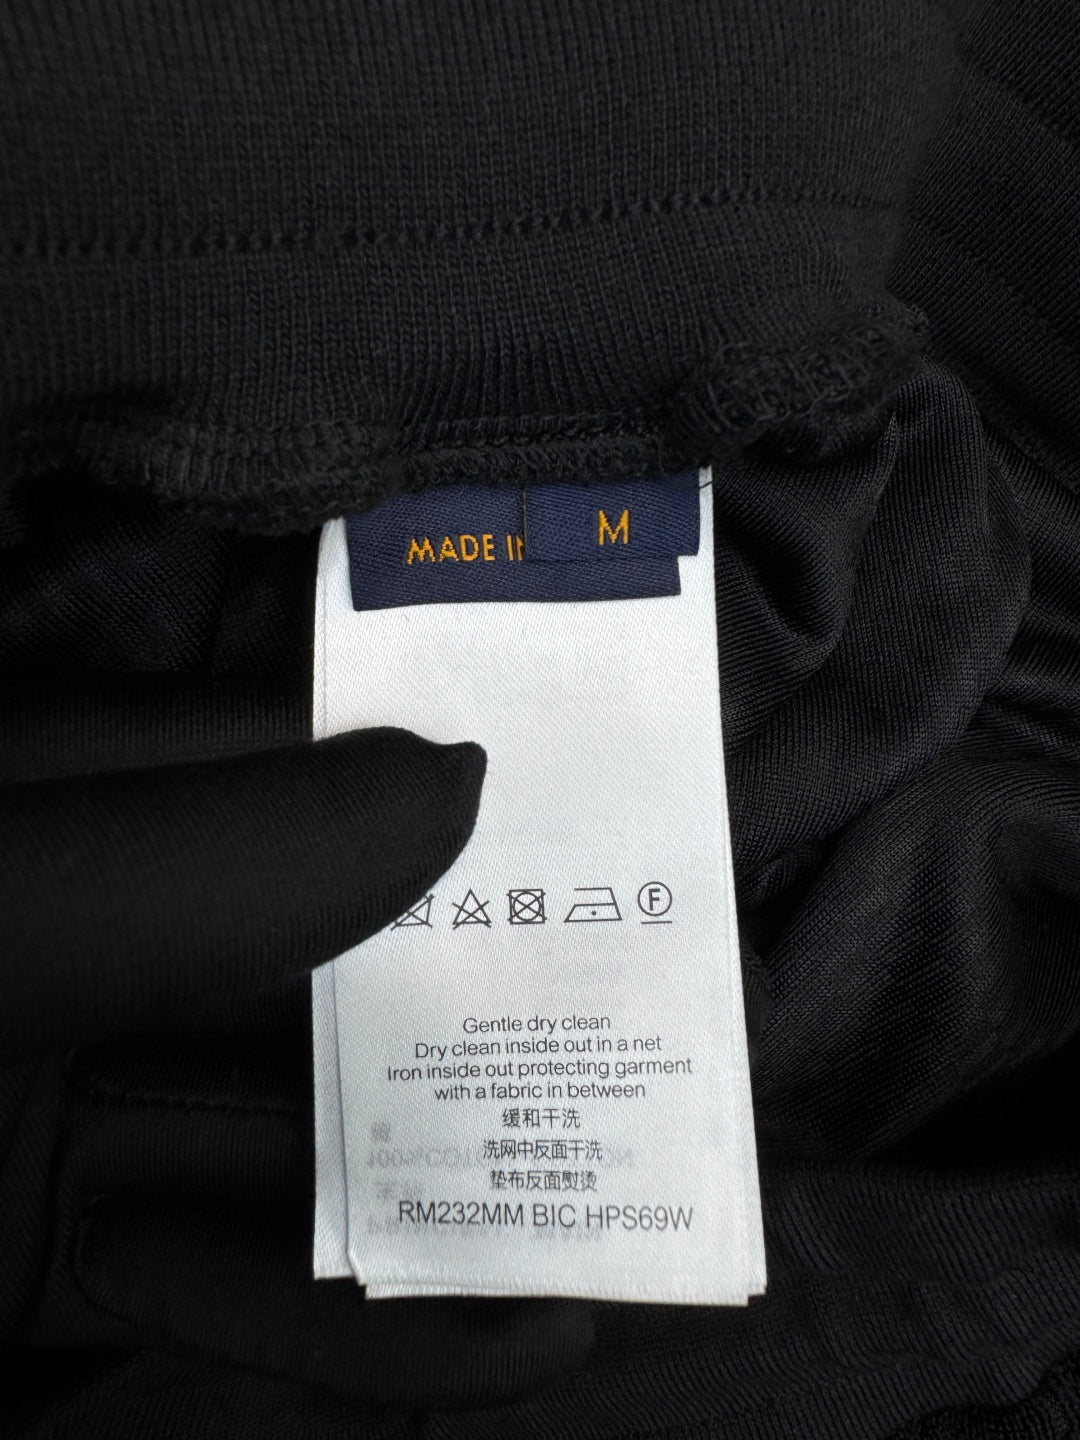 MADE IN
M
F
Gentle dry clean
Dry clean inside out in a net
Iron inside out protecting garment
with a fabric in between
缓和干洗
洗网中反面干洗
垫布反面熨烫
RM232MM BIC HPS69W